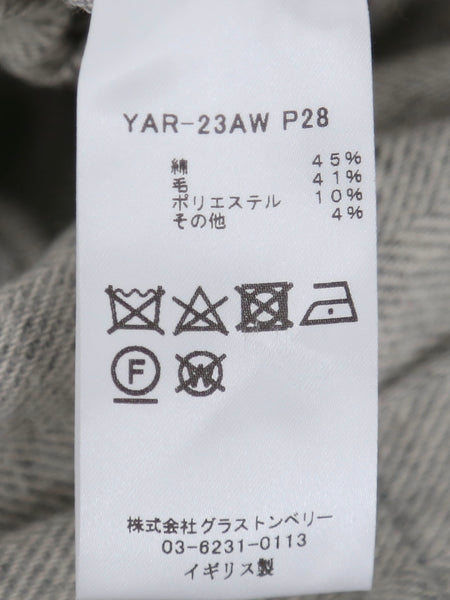 YAR-23AW P28
綿 45%
毛 41%
ポリエステル 10%
その他 4%
F W
株式会社グラストンベリー
03-6231-0113
イギリス製